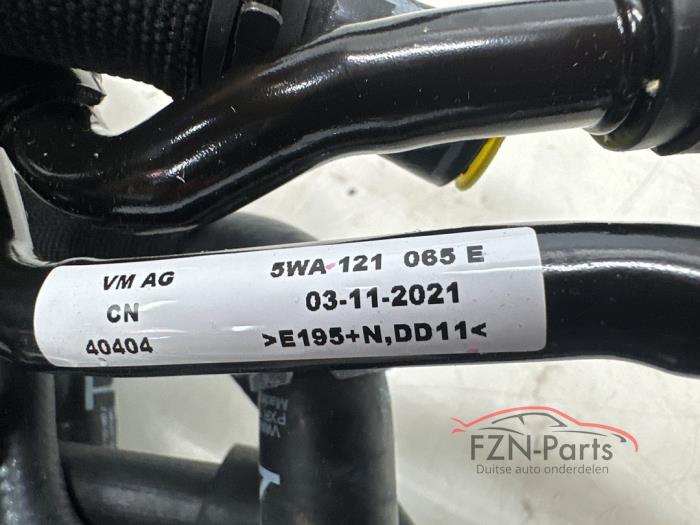 VM AG
5WA 121 065 E
CN
03-11-2021
40404
>E195+N,DD11<
FZN-Parts
Duitse auto onderdelen